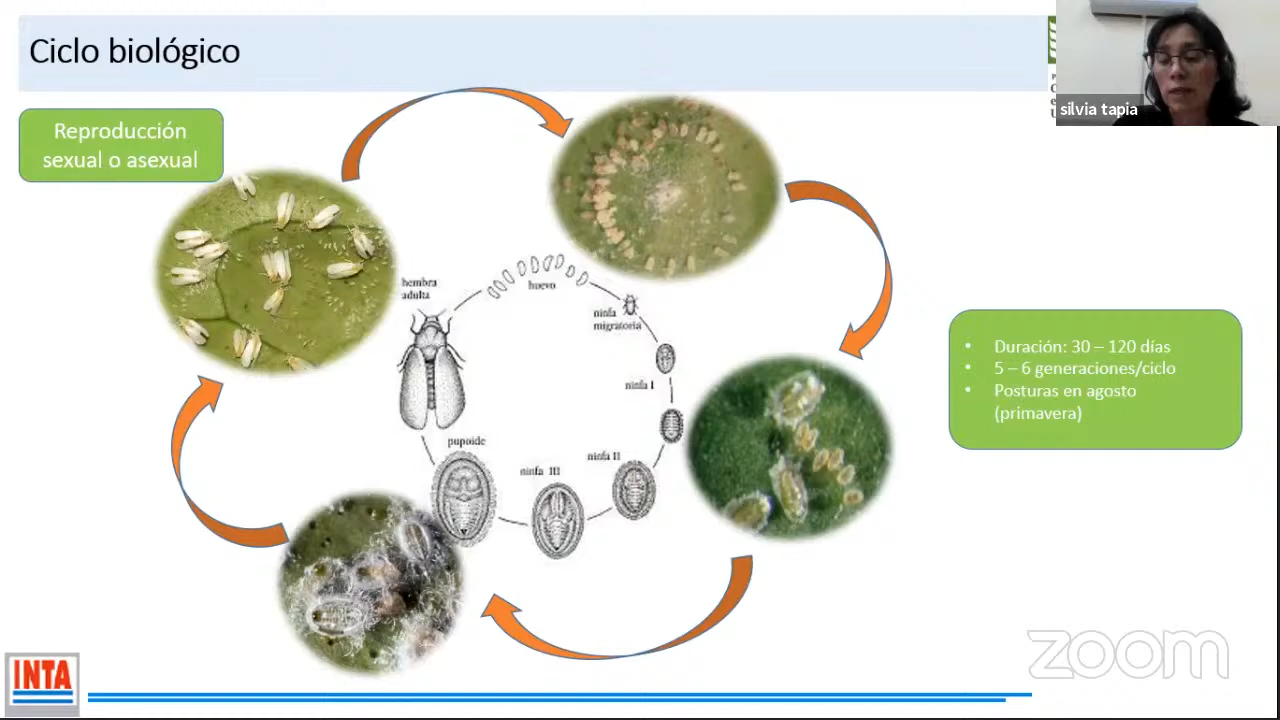 Ciclo biológico
silvia tapia
Reproducción
sexual o asexual
hembra
adulta
huevo
ninfa
migratoria
ninfa I
pupoide
ninfa II
ninfa III
• Duración: 30 – 120 días
• 5 – 6 generaciones/ciclo
• Posturas en agosto
(primavera)
INTA
zoom